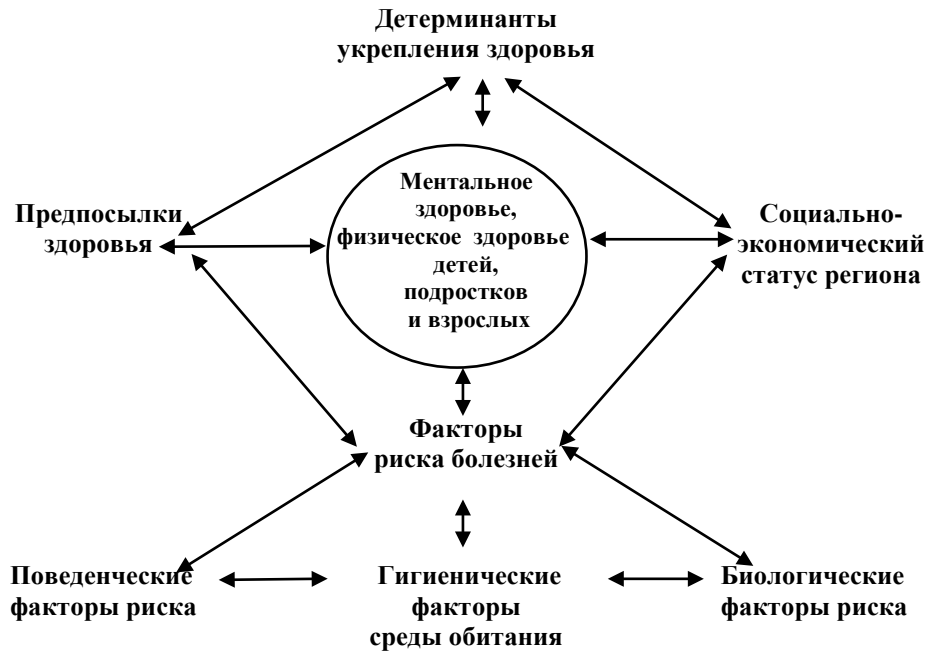 Детерминанты
укрепления здоровья
Ментальное
здоровье,
физическое здоровье
детей,
подростков
и взрослых
Предпосылки
здоровья
Социально-
экономический
статус региона
Факторы
риска болезней
Поведенческие
факторы риска
Гигиенические
факторы
среды обитания
Биологические
факторы риска